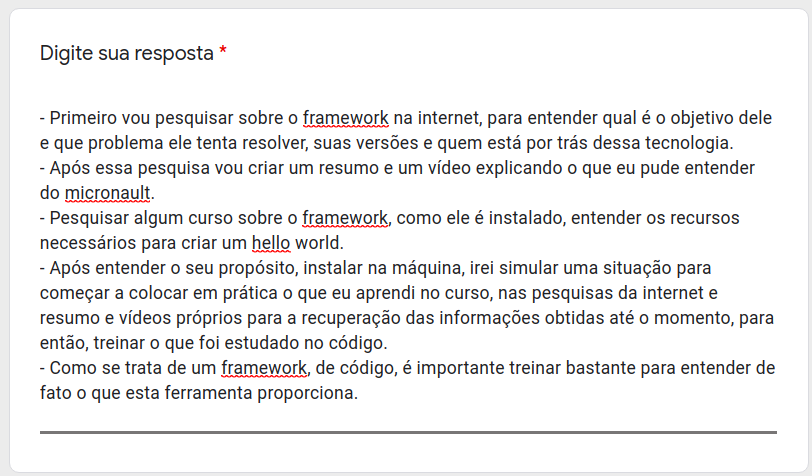 Digite sua resposta *
- Primeiro vou pesquisar sobre o framework na internet, para entender qual é o objetivo dele
e que problema ele tenta resolver, suas versões e quem está por trás dessa tecnologia.
- Após essa pesquisa vou criar um resumo e um vídeo explicando o que eu pude entender
do micronault.
- Pesquisar algum curso sobre o framework, como ele é instalado, entender os recursos
necessários para criar um hello world.
- Após entender o seu propósito, instalar na máquina, irei simular uma situação para
começar a colocar em prática o que eu aprendi no curso, nas pesquisas da internet e
resumo e vídeos próprios para a recuperação das informações obtidas até o momento, para
então, treinar o que foi estudado no código.
- Como se trata de um framework, de código, é importante treinar bastante para entender de
fato o que esta ferramenta proporciona.